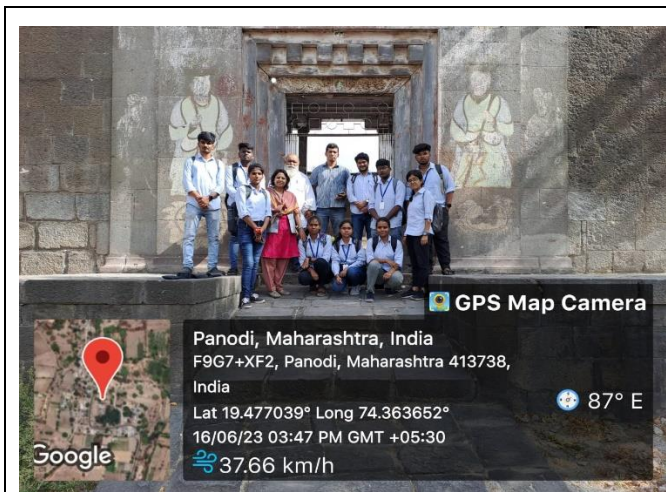 GPS Map Camera
Panodi, Maharashtra, India
F9G7+XF2, Panodi, Maharashtra 413738,
India
Lat 19.477039° Long 74.363652°
87° E
16/06/23 03:47 PM GMT +05:30
37.66 km/h
Google